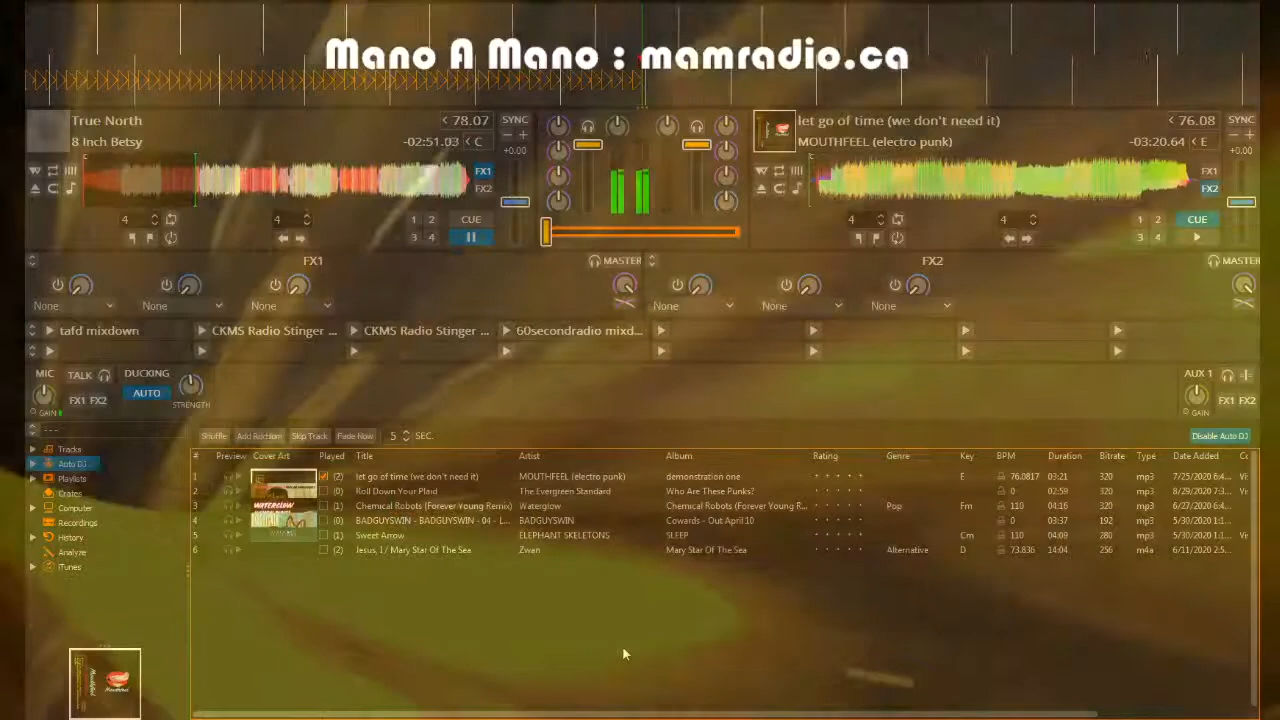 Mano A Mano : mamradio.ca
True North
< 78.07
SYNC
8 Inch Betsy
-02:51.03 < C
+0.00
let go of time (we don't need it)
< 76.08
SYNC
MOUTHFEEL (electro punk)
-03:20.64 < E
+0.00
FX1
FX2
FX1
FX2
4
4
1 2
CUE
3 4
4
4
1 2
CUE
3 4
FX1
MASTER
FX2
MASTER
None
None
None
None
None
None
tafd mixdown
CKMS Radio Stinger ...
CKMS Radio Stinger ...
60secondradio mixd...
MIC
TALK
DUCKING
AUTO
FX1 FX2
GAIN
STRENGTH
AUX 1
FX1 FX2
GAIN
---
Shuffle
Add Random
Skip Track
Fade Now
5
SEC.
Disable Auto DJ
Tracks
Auto DJ
Playlists
Crates
Computer
Recordings
History
Analyze
iTunes
# Preview Cover Art Played Title Artist Album Rating Genre Key BPM Duration Bitrate Type Date Added
1 (2) let go of time (we don't need it) MOUTHFEEL (electro punk) demonstration one E 76.0817 03:21 320 mp3 7/25/2020 6:4...
2 (0) Roll Down Your Plaid The Evergreen Standard Who Are These Punks? 0 02:59 320 mp3 8/29/2020 7:3...
3 (1) Chemical Robots (Forever Young Remix) Waterglow Chemical Robots (Forever Young R... Pop Fm 110 04:16 320 mp3 6/27/2020 6:4...
4 (0) BADGUYSWIN - BADGUYSWIN - 04 - L... BADGUYSWIN Cowards - Out April 10 0 03:37 192 mp3 5/30/2020 1:...
5 (1) Sweet Arrow ELEPHANT SKELETONS SLEEP Cm 110 04:09 280 mp3 5/30/2020 1:1...
6 (2) Jesus, I / Mary Star Of The Sea Zwan Mary Star Of The Sea Alternative D 73.836 14:04 256 m4a 6/11/2020 2:5...